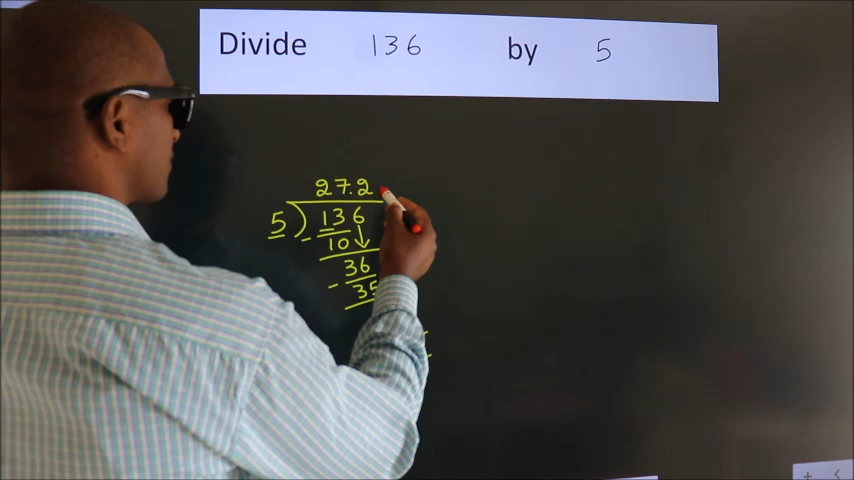 Divide 136 by 5
27.2
5 ) 136
- 10 ↓
36
- 35